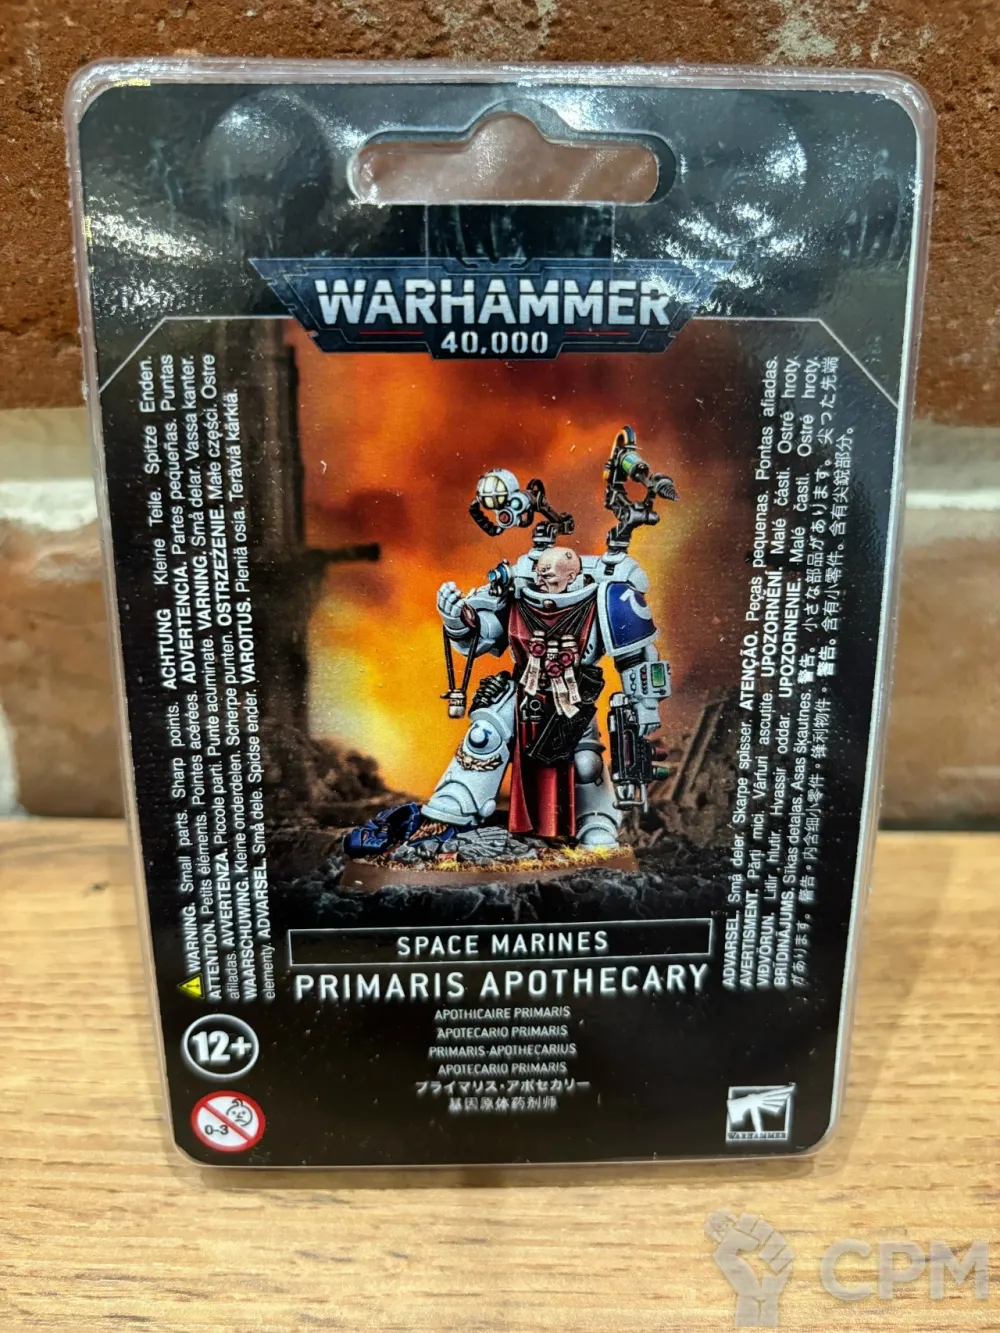 WARHAMMER
40,000
WARNING. Small parts. Sharp points. ACHTUNG Kleine Teile. Spitze Enden.
ATTENTION. Petits éléments. Pointes acérées. ADVERTENCIA. Partes pequeñas. Puntas
afiladas. AVVERTENZA. Piccole parti. Punte acuminate. VARNING. Små delar. Vassa kanter.
WAARSCHUWING. Kleine onderdelen. Scherpe punten. OSTRZEŻENIE. Małe części. Ostre
elementy. ADVARSEL. Små dele. Spidse ender. VAROITUS. Pieniä osia. Teräviä kärkiä.
ADVARSEL. Små deler. Skarpe spisser. ATENÇÃO. Peças pequenas. Pontas afiadas.
AVERTISMENT. Părți mici. Vârfuri ascuțite. UPOZORNĚNÍ. Malé části. Ostré hroty.
VIÐVÖRUN. Litlir hlutir. Hvassir oddar. UPOZORNENIE. Malé časti. Ostré hroty.
BRĪDINĀJUMS. Sīkas detaļas. Asas šķautnes. 警告。小さな部品があります。尖った先端
があります。警告。内含细小零件。锋利物件。警告。含有小零件。含有尖銳部分。
SPACE MARINES
PRIMARIS APOTHECARY
APOTHICAIRE PRIMARIS
APOTECARIO PRIMARIS
PRIMARIS-APOTHECARIUS
APOTECARIO PRIMARIS
プライマリス・アポセカリー
基因原体药剂师
12+
0-3
WARHAMMER
CPM